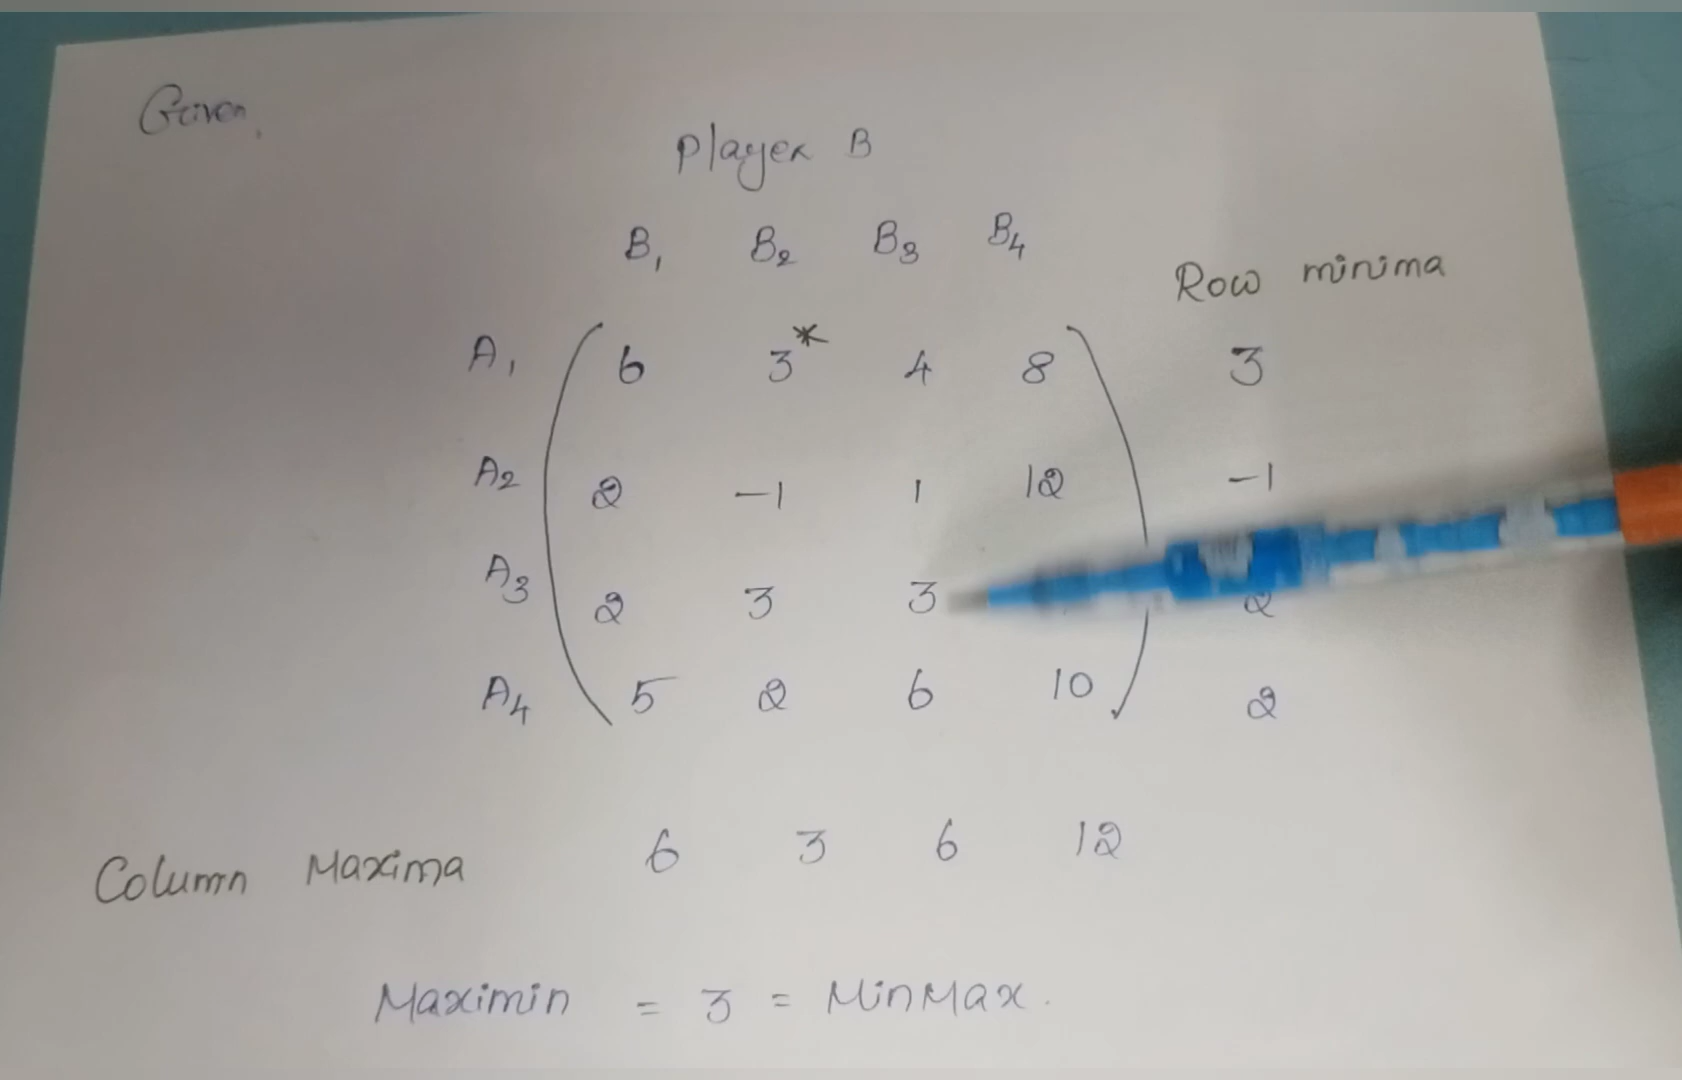 Given,
Player B
B1 B2 B3 B4
Row minima
A1 6 3* 4 8 3
A2 2 -1 1 12 -1
A3 2 3 3 2
A4 5 2 6 10 2
Column Maxima 6 3 6 12
Maximin = 3 = MinMax.